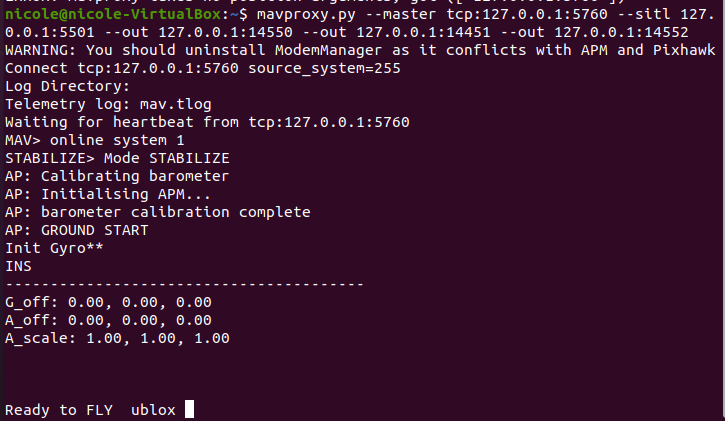 nicole@nicole-VirtualBox:~$ mavproxy.py --master tcp:127.0.0.1:5760 --sitl 127.
0.0.1:5501 --out 127.0.0.1:14550 --out 127.0.0.1:14451 --out 127.0.0.1:14552
WARNING: You should uninstall ModemManager as it conflicts with APM and Pixhawk
Connect tcp:127.0.0.1:5760 source_system=255
Log Directory:
Telemetry log: mav.tlog
Waiting for heartbeat from tcp:127.0.0.1:5760
MAV> online system 1
STABILIZE> Mode STABILIZE
AP: Calibrating barometer
AP: Initialising APM...
AP: barometer calibration complete
AP: GROUND START
Init Gyro**
INS
----------------------------------------
G_off: 0.00, 0.00, 0.00
A_off: 0.00, 0.00, 0.00
A_scale: 1.00, 1.00, 1.00
Ready to FLY  ublox